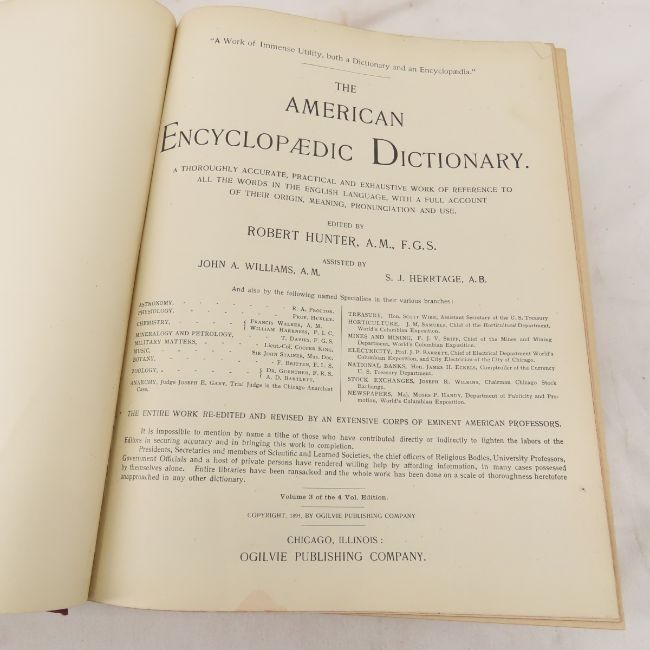 "A Work of Immense Utility, both a Dictionary and an Encyclopædia."
THE
AMERICAN
ENCYCLOPÆDIC DICTIONARY.
A THOROUGHLY ACCURATE, PRACTICAL AND EXHAUSTIVE WORK OF REFERENCE TO
ALL THE WORDS IN THE ENGLISH LANGUAGE, WITH A FULL ACCOUNT
OF THEIR ORIGIN, MEANING, PRONUNCIATION AND USE.
EDITED BY
ROBERT HUNTER, A.M., F.G.S.
ASSISTED BY
JOHN A. WILLIAMS, A.M.
S. J. HERRTAGE, A.B.
And also by the following named Specialists in their various branches:
ASTRONOMY, . . . . . R. A. PROCTOR.
PHYSIOLOGY, . . . . . PROF. HUXLEY.
CHEMISTRY, . . . { FRANCIS WALKER, A. M.
{ WILLIAM HARKNESS, F. I. C.
MINERALOGY AND PETROLOGY, . T. DAVIES, F. G. S.
MILITARY MATTERS, . . LIEUT-COL. COOPER KING.
MUSIC, . . . . SIR JOHN STAINER, MUS. DOC.
BOTANY, . . . . . F. BRITTEN, F. L. S.
ZOOLOGY, . . . . { DR. GUENTHER, F. R. S.
{ A. D. BARTLETT.
ANARCHY, Judge JOSEPH E. GARY, Trial Judge in the Chicago Anarchist
Case.
TREASURY, HON. SCOTT WIKE, Assistant Secretary of the U. S. Treasury
HORTICULTURE, J. M. SAMUELS, Chief of the Horticultural Department,
World's Columbian Exposition.
MINES AND MINING, F. J. V. SKIFF, Chief of the Mines and Mining
Department, World's Columbian Exposition.
ELECTRICITY, PROF. J. P. BARRETT, Chief of Electrical Department World's
Columbian Exposition, and City Electrician of the City of Chicago.
NATIONAL BANKS, HON. JAMES H. ECKELS, Comptroller of the Currency
U. S. Treasury Department.
STOCK EXCHANGES, JOSEPH R. WILKINS, Chairman Chicago Stock
Exchange.
NEWSPAPERS, MAJ. MOSES P. HANDY, Department of Publicity and Pro-
motion, World's Columbian Exposition.
THE ENTIRE WORK RE-EDITED AND REVISED BY AN EXTENSIVE CORPS OF EMINENT AMERICAN PROFESSORS.
It is impossible to mention by name a tithe of those who have contributed directly or indirectly to lighten the labors of the
Editors in securing accuracy and in bringing this work to completion.
Presidents, Secretaries and members of Scientific and Learned Societies, the chief officers of Religious Bodies, University Professors,
Government Officials and a host of private persons have rendered willing help by affording information, in many cases possessed
by themselves alone. Entire libraries have been ransacked and the whole work has been done on a scale of thoroughness heretofore
unapproached in any other dictionary.
Volume 3 of the 4 Vol. Edition.
COPYRIGHT, BY OGILVIE PUBLISHING COMPANY
CHICAGO, ILLINOIS:
OGILVIE PUBLISHING COMPANY.